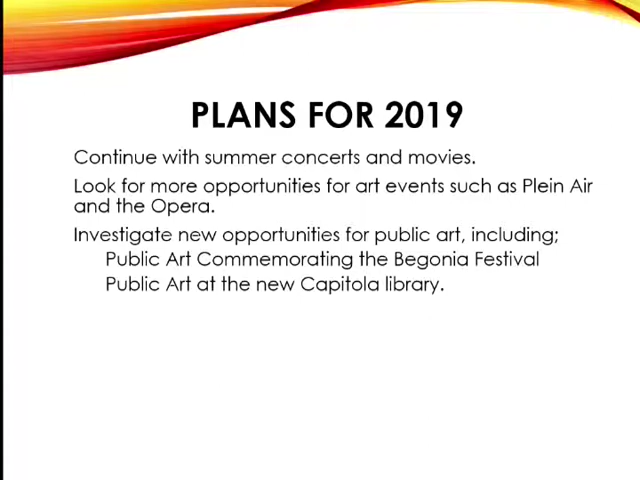 PLANS FOR 2019
Continue with summer concerts and movies.
Look for more opportunities for art events such as Plein Air
and the Opera.
Investigate new opportunities for public art, including;
Public Art Commemorating the Begonia Festival
Public Art at the new Capitola library.